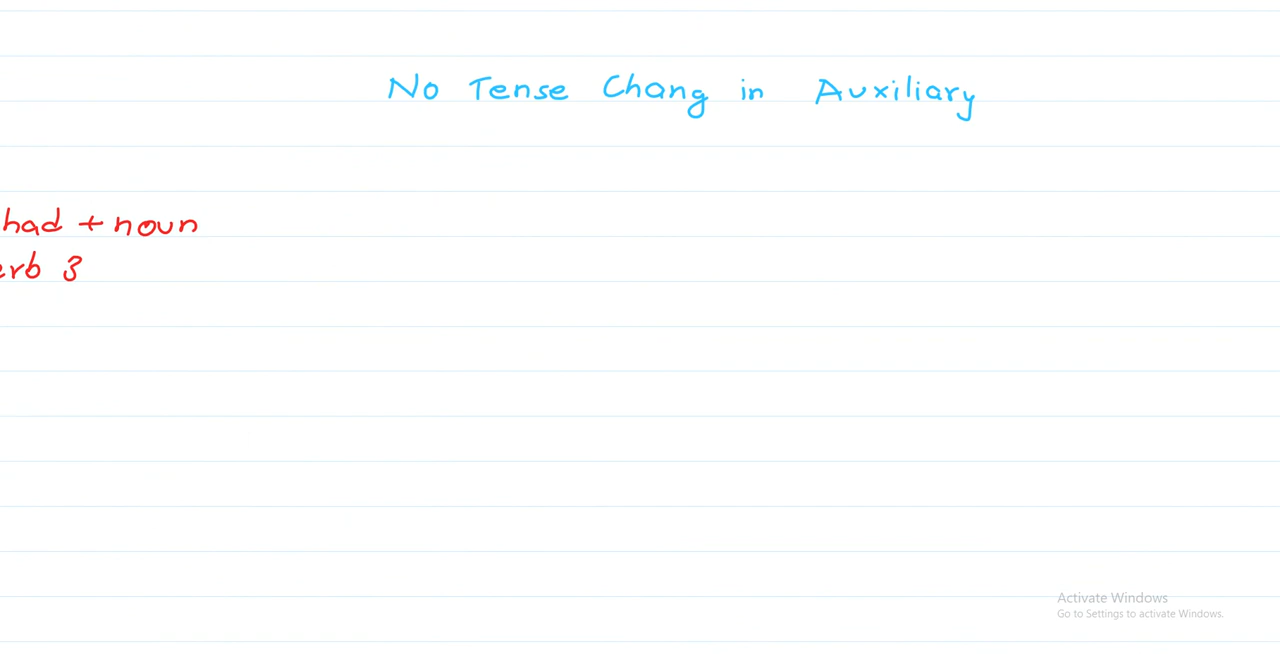 No Tense Chang in Auxiliary
had + noun
erb 3
Activate Windows
Go to Settings to activate Windows.